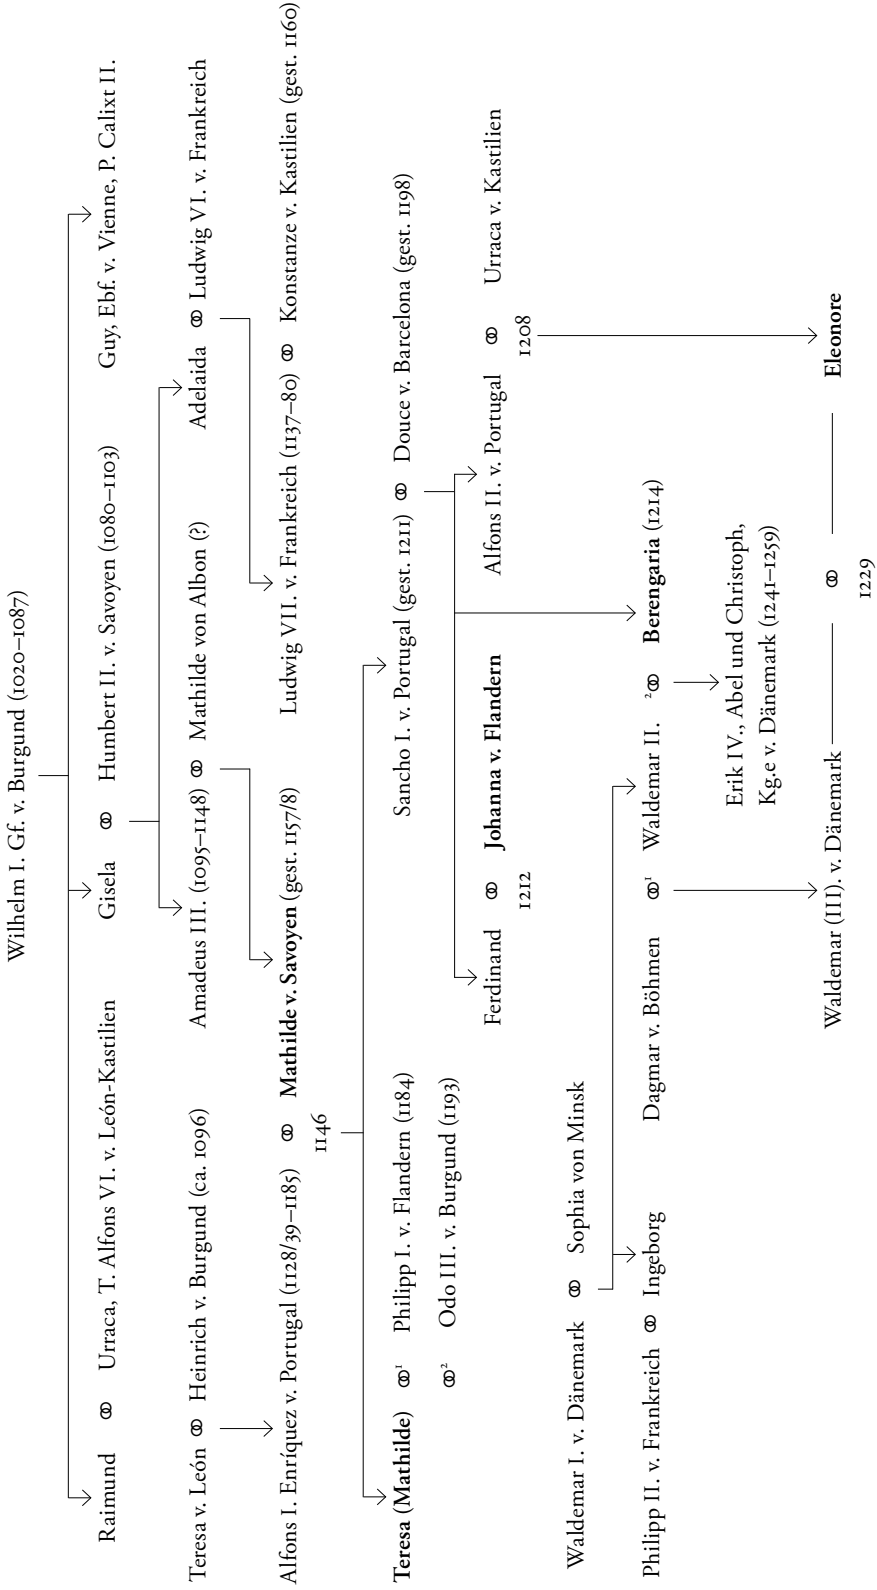 Wilhelm I. Gf. v. Burgund (1020–1087)
Raimund ⚭ Urraca, T. Alfons VI. v. León-Kastilien Gisela ⚭ Humbert II. v. Savoyen (1080–1103) Guy, Ebf. v. Vienne, P. Calixt II.
Teresa v. León ⚭ Heinrich v. Burgund (ca. 1096) Amadeus III. (1095–1148) ⚭ Mathilde von Albon (?) Adelaida ⚭ Ludwig VI. v. Frankreich
Alfons I. Enríquez v. Portugal (1128/39–1185) ⚭ Mathilde v. Savoyen (gest. 1157/8) Ludwig VII. v. Frankreich (1137–80) ⚭ Konstanze v. Kastilien (gest. 1160)
1146
Teresa (Mathilde) ⚭¹ Philipp I. v. Flandern (1184) Sancho I. v. Portugal (gest. 1211) ⚭ Douce v. Barcelona (gest. 1198)
⚭² Odo III. v. Burgund (1193)
Ferdinand ⚭ Johanna v. Flandern Alfons II. v. Portugal ⚭ Urraca v. Kastilien
1212 1208
Waldemar I. v. Dänemark ⚭ Sophia von Minsk
Philipp II. v. Frankreich ⚭ Ingeborg Dagmar v. Böhmen ⚭¹ Waldemar II. ²⚭ Berengaria (1214)
Erik IV., Abel und Christoph,
Kg.e v. Dänemark (1241–1259)
Waldemar (III). v. Dänemark ⚭ Eleonore
1229